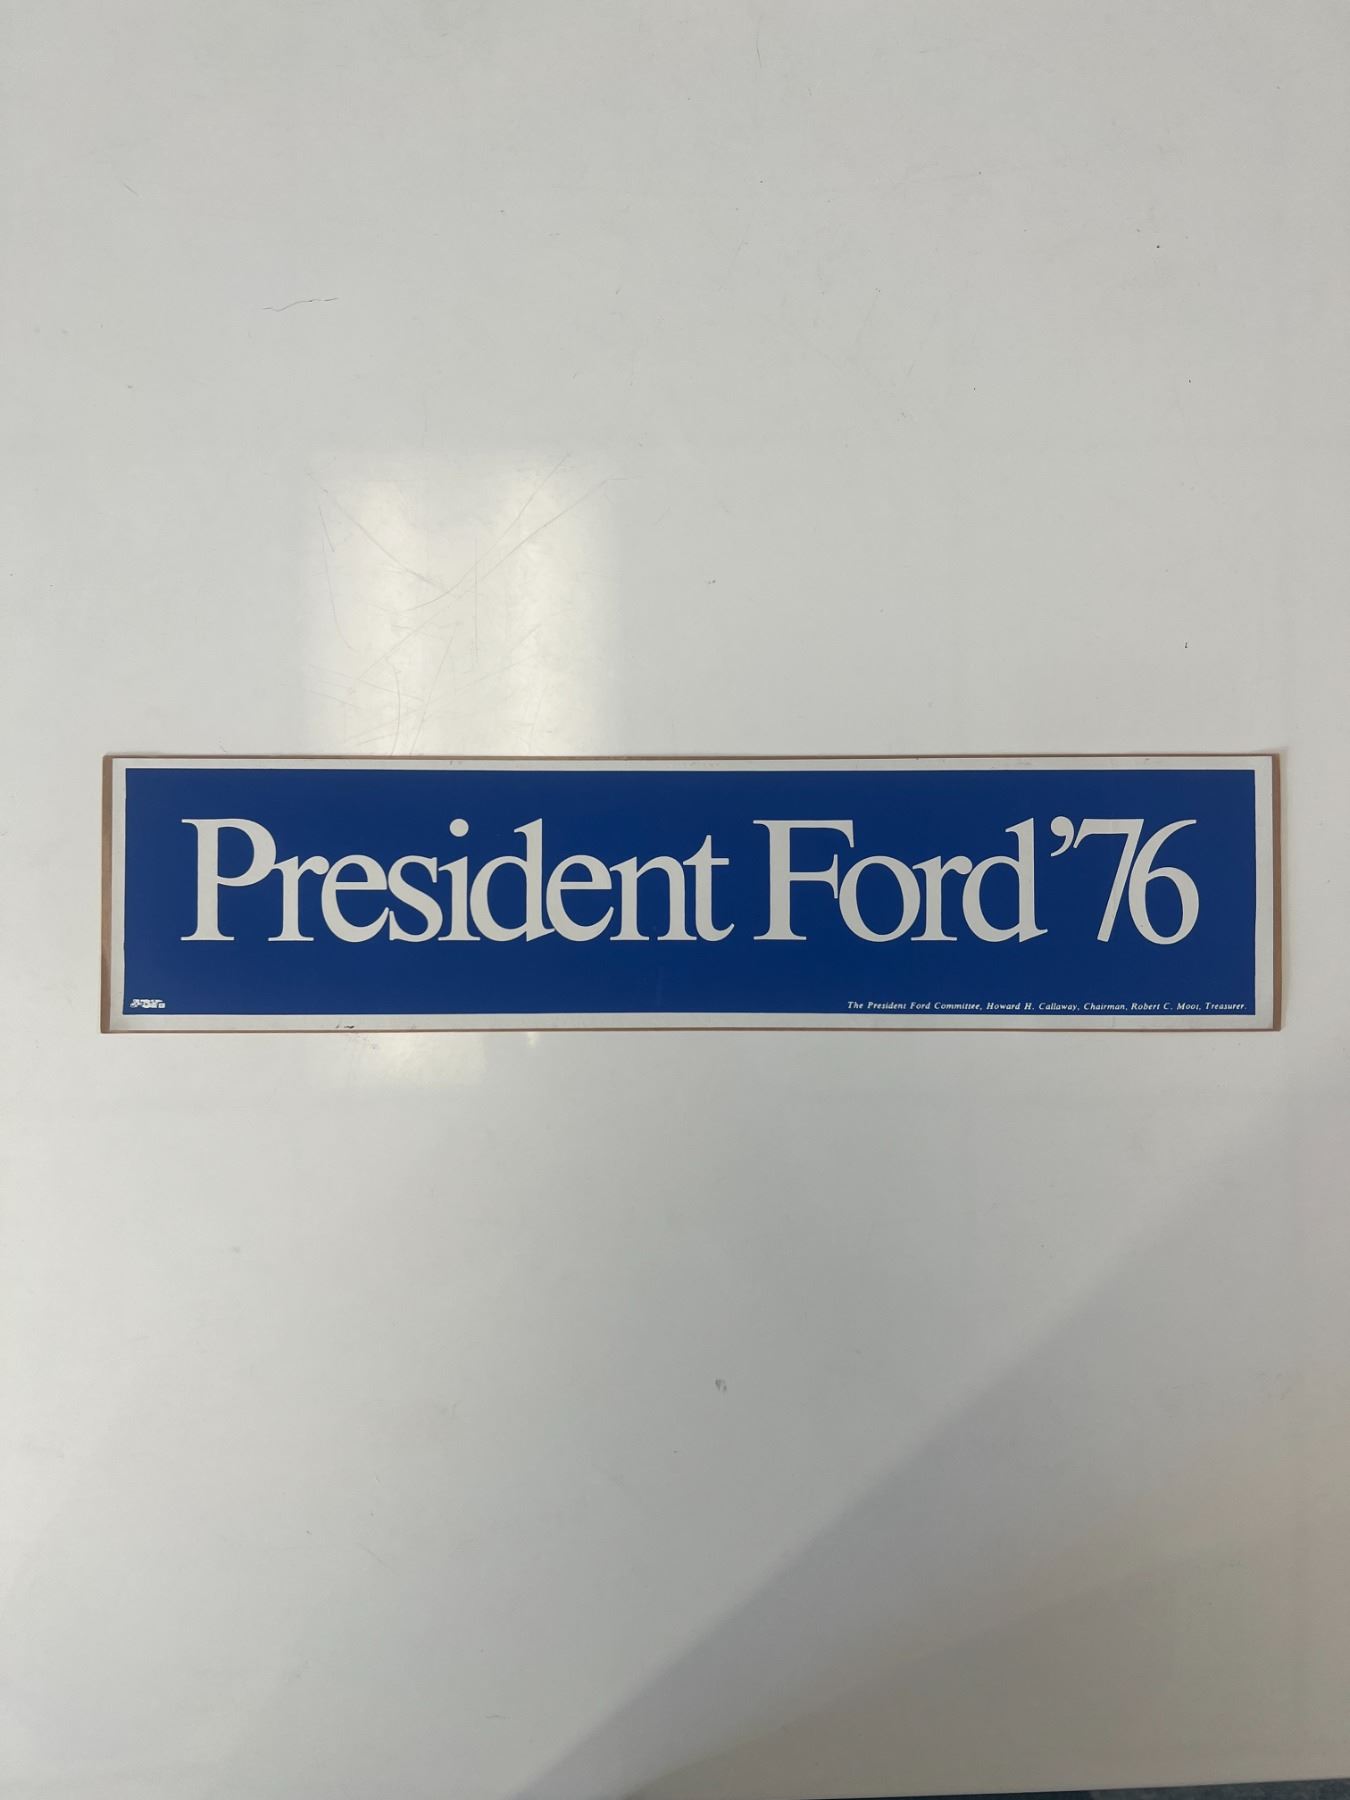 President Ford '76
The President Ford Committee, Howard H. Callaway, Chairman, Robert C. Moot, Treasurer.